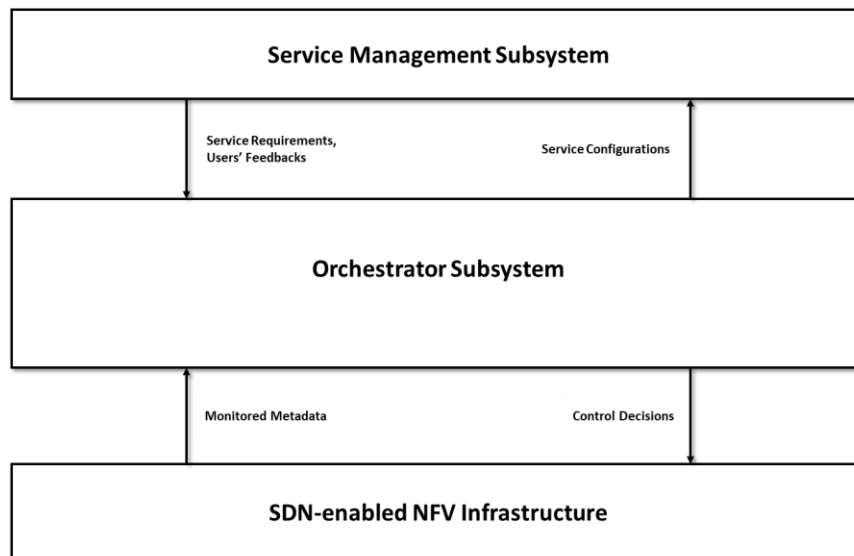 Service Management Subsystem
Service Requirements,
Users' Feedbacks
Service Configurations
Orchestrator Subsystem
Monitored Metadata
Control Decisions
SDN-enabled NFV Infrastructure